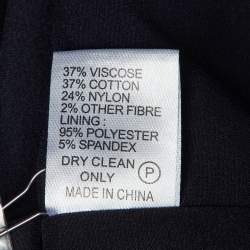 37% VISCOSE
37% COTTON
24% NYLON
2% OTHER FIBRE
LINING :
95% POLYESTER
5% SPANDEX
DRY CLEAN P
ONLY
MADE IN CHINA